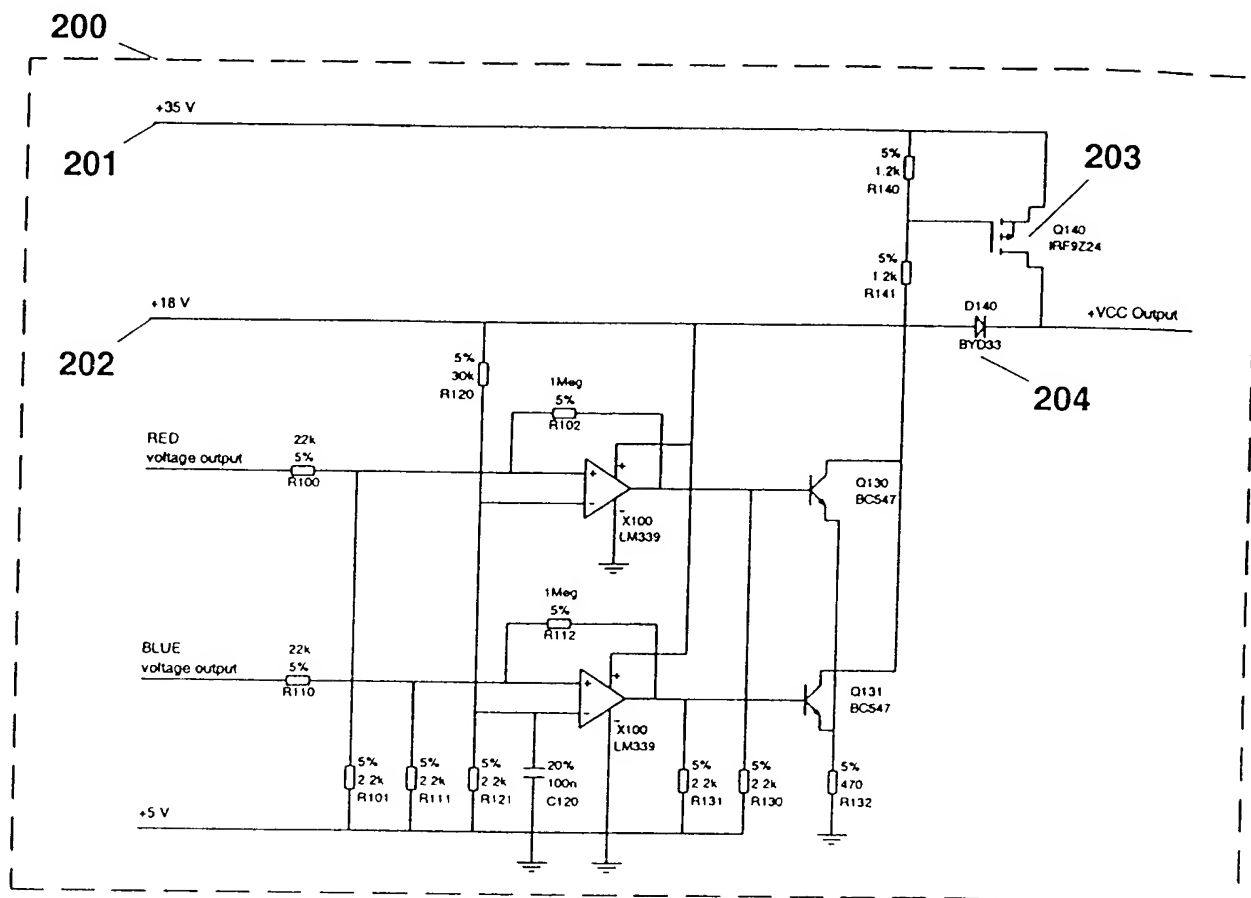 200
+35 V
201
5%
1.2k
R140
203
Q140
IRF9Z24
5%
1.2k
R141
+18 V
202
D140
BYD33
+VCC Output
204
5%
30k
R120
1Meg
5%
R102
RED
voltage output
22k
5%
R100
+
-
+
-
X100
LM339
Q130
BC547
1Meg
5%
R112
BLUE
voltage output
22k
5%
R110
+
-
+
-
X100
LM339
Q131
BC547
5%
2.2k
R101
5%
2.2k
R111
5%
2.2k
R121
20%
100n
C120
5%
2.2k
R131
5%
2.2k
R130
5%
470
R132
+5 V